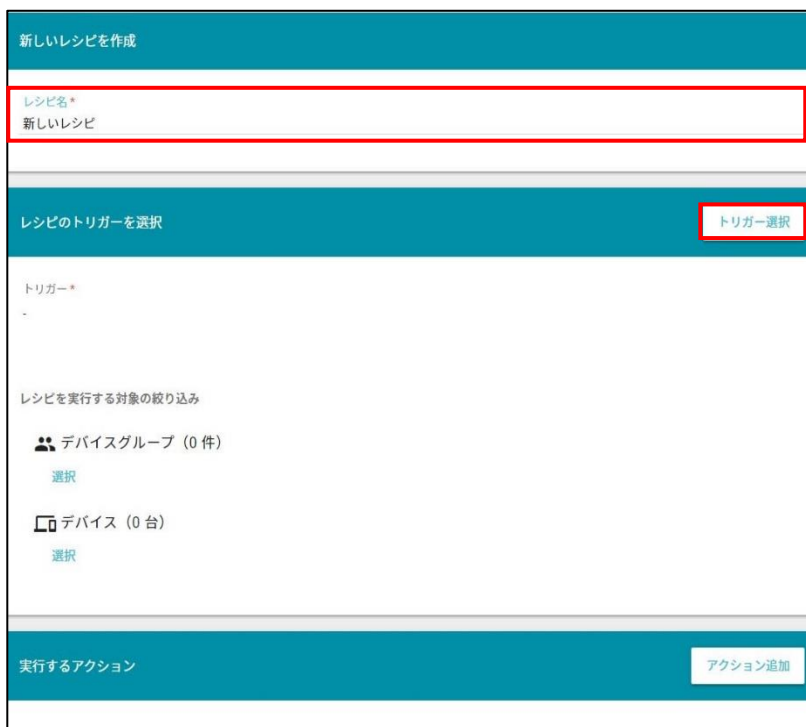 新しいレシピを作成
レシピ名*
新しいレシピ
レシピのトリガーを選択
トリガー選択
トリガー*
-
レシピを実行する対象の絞り込み
デバイスグループ（0 件）
選択
デバイス（0 台）
選択
実行するアクション
アクション追加